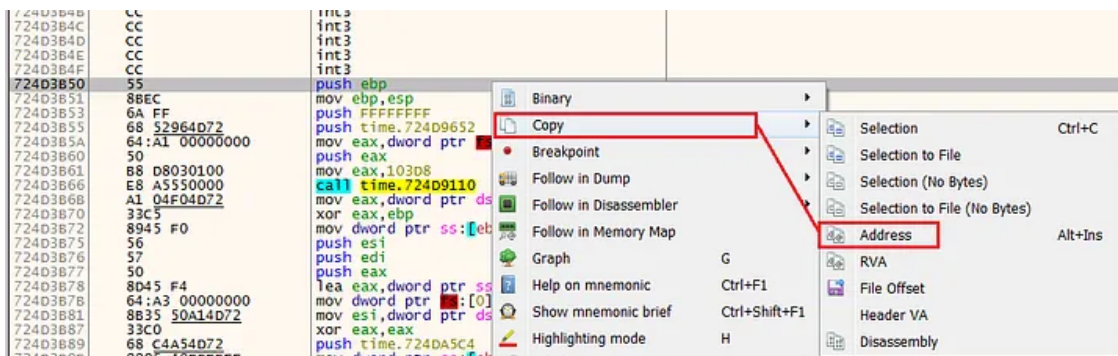 724D3B4B CC int3
724D3B4C CC int3
724D3B4D CC int3
724D3B4E CC int3
724D3B4F CC int3
724D3B50 55 push ebp
724D3B51 8BEC mov ebp,esp
724D3B53 6A FF push FFFFFFFF
724D3B55 68 52964D72 push time.724D9652
724D3B5A 64:A1 00000000 mov eax,dword ptr
724D3B60 50 push eax
724D3B61 B8 D8030100 mov eax,103D8
724D3B66 E8 A5550000 call time.724D9110
724D3B6B A1 04F04D72 mov eax,dword ptr ds
724D3B70 33C5 xor eax,ebp
724D3B72 8945 F0 mov dword ptr ss:[eb
724D3B75 56 push esi
724D3B76 57 push edi
724D3B77 50 push eax
724D3B78 8D45 F4 lea eax,dword ptr ss
724D3B7B 64:A3 00000000 mov dword ptr fs:[0]
724D3B81 8B35 50A14D72 mov esi,dword ptr ds
724D3B87 33C0 xor eax,eax
724D3B89 68 C4A54D72 push time.724DA5C4
Binary
Copy
Breakpoint
Follow in Dump
Follow in Disassembler
Follow in Memory Map
Graph G
Help on mnemonic Ctrl+F1
Show mnemonic brief Ctrl+Shift+F1
Highlighting mode H
Selection Ctrl+C
Selection to File
Selection (No Bytes)
Selection to File (No Bytes)
Address Alt+Ins
RVA
File Offset
Header VA
Disassembly